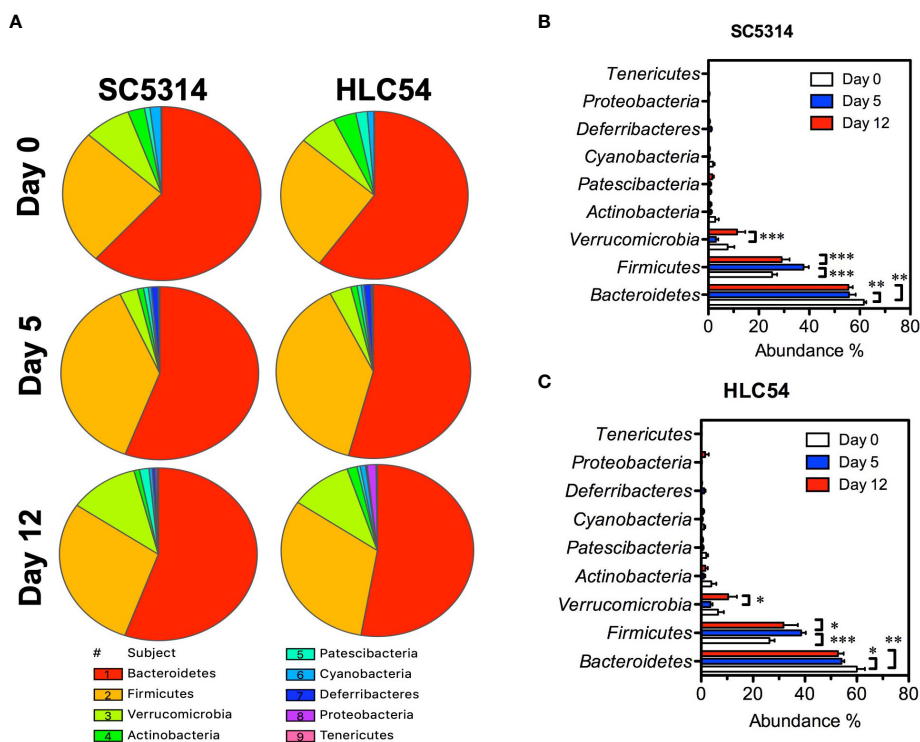 A
SC5314
HLC54
Day 0
Day 5
Day 12
# Subject
1 Bacteroidetes
2 Firmicutes
3 Verrucomicrobia
4 Actinobacteria
5 Patescibacteria
6 Cyanobacteria
7 Deferribacteres
8 Proteobacteria
9 Tenericutes
B
SC5314
Tenericutes
Proteobacteria
Deferribacteres
Cyanobacteria
Patescibacteria
Actinobacteria
Verrucomicrobia
Firmicutes
Bacteroidetes
Day 0
Day 5
Day 12
***
***
***
** **
0 20 40 60 80
Abundance %
C
HLC54
Tenericutes
Proteobacteria
Deferribacteres
Cyanobacteria
Patescibacteria
Actinobacteria
Verrucomicrobia
Firmicutes
Bacteroidetes
Day 0
Day 5
Day 12
*
*
***
* **
0 20 40 60 80
Abundance %